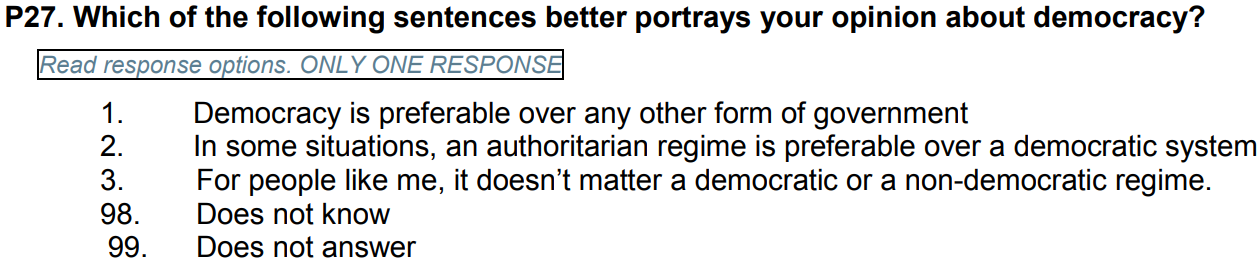 P27. Which of the following sentences better portrays your opinion about democracy?
Read response options. ONLY ONE RESPONSE
1. Democracy is preferable over any other form of government
2. In some situations, an authoritarian regime is preferable over a democratic system
3. For people like me, it doesn’t matter a democratic or a non-democratic regime.
98. Does not know
99. Does not answer